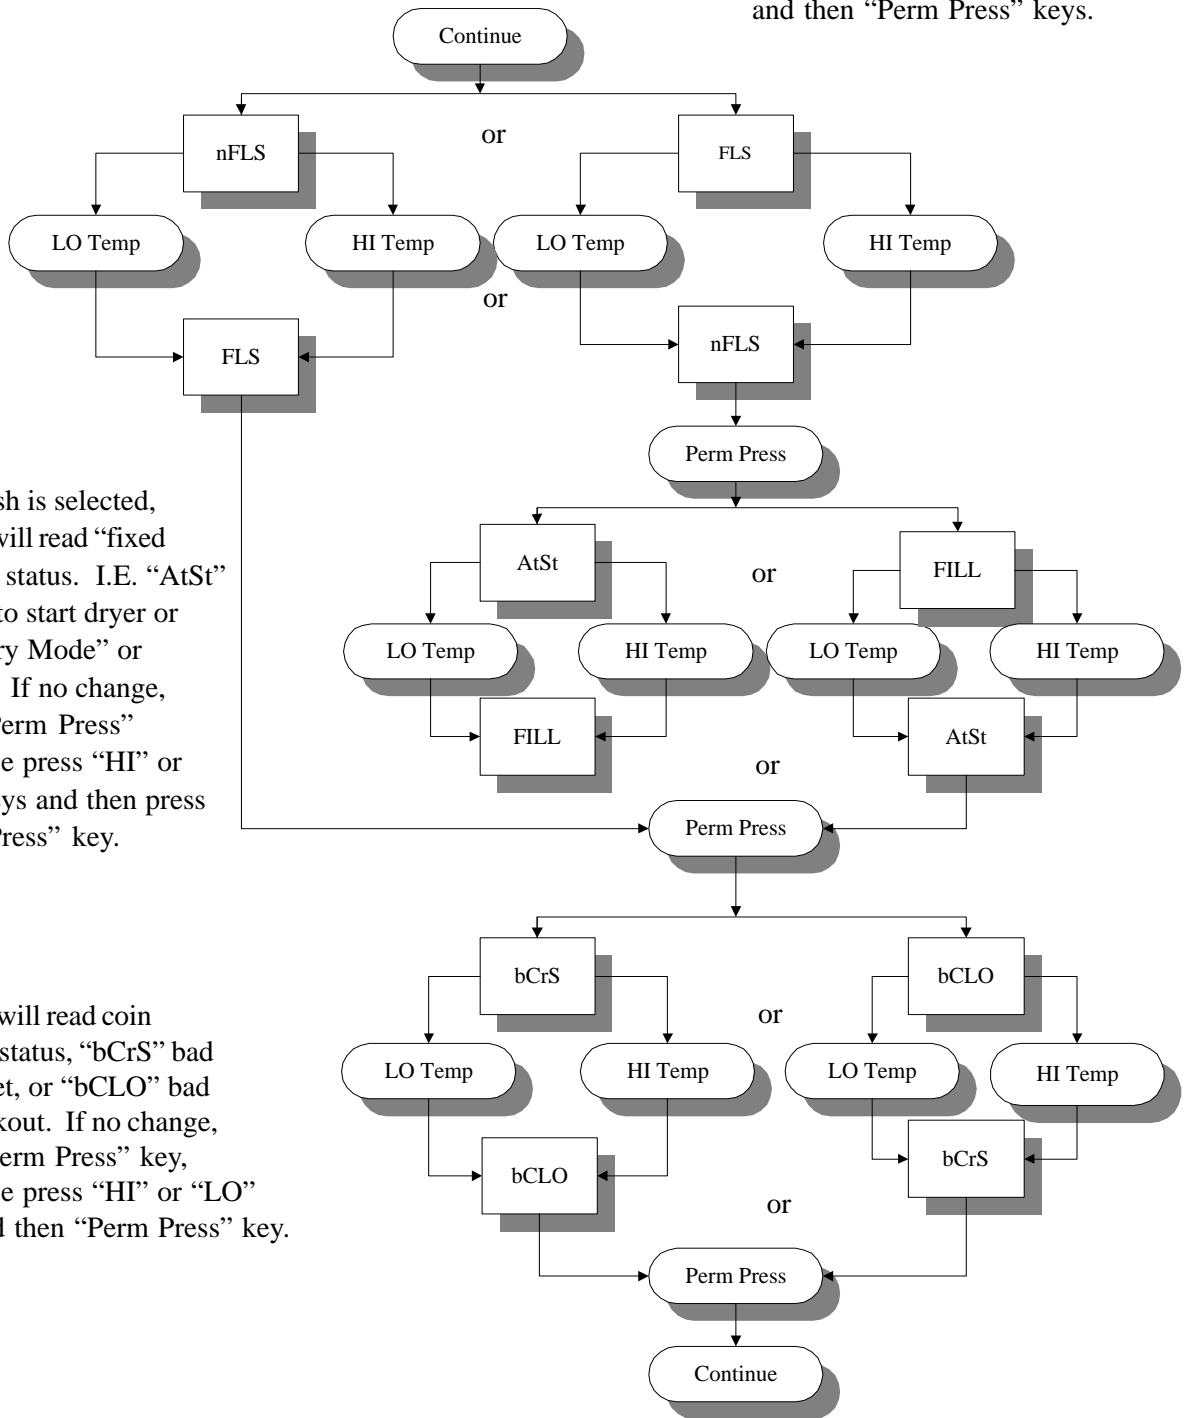 and then “Perm Press” keys.
Continue
nFLS
or
FLS
LO Temp
HI Temp
LO Temp
HI Temp
or
FLS
nFLS
Perm Press
sh is selected,
will read “fixed
status. I.E. “AtSt”
to start dryer or
ry Mode” or
If no change,
Perm Press”
e press “HI” or
eys and then press
Press” key.
AtSt
or
FILL
LO Temp
HI Temp
LO Temp
HI Temp
FILL
AtSt
or
Perm Press
will read coin
status, “bCrS” bad
et, or “bCLO” bad
kout. If no change,
Perm Press” key,
e press “HI” or “LO”
d then “Perm Press” key.
bCrS
bCLO
or
LO Temp
HI Temp
LO Temp
HI Temp
bCLO
bCrS
or
Perm Press
Continue